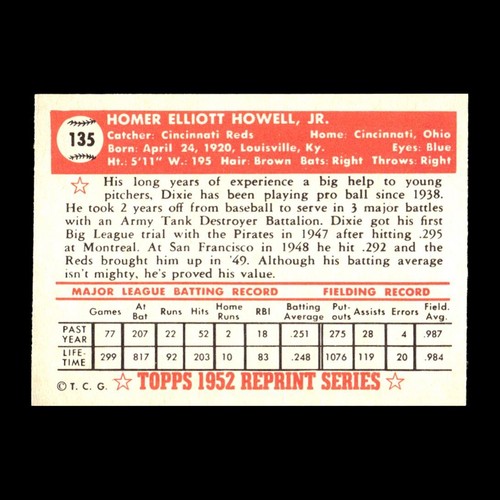 135
HOMER ELLIOTT HOWELL, JR.
Catcher: Cincinnati Reds Home: Cincinnati, Ohio
Born: April 24, 1920, Louisville, Ky. Eyes: Blue
Ht.: 5'11" W.: 195 Hair: Brown Bats: Right Throws: Right
His long years of experience a big help to young
pitchers, Dixie has been playing pro ball since 1938.
He took 2 years off from baseball to serve in 3 major battles
with an Army Tank Destroyer Battalion. Dixie got his first
Big League trial with the Pirates in 1947 after hitting .295
at Montreal. At San Francisco in 1948 he hit .292 and the
Reds brought him up in '49. Although his batting average
isn't mighty, he's proved his value.
MAJOR LEAGUE BATTING RECORD FIELDING RECORD
Games At Bat Runs Hits Home Runs RBI Batting Average Put-outs Assists Errors Field. Avg.
PAST YEAR 77 207 22 52 2 18 .251 275 28 4 .987
LIFE-TIME 299 817 92 203 10 83 .248 1076 119 20 .984
© T. C. G. ☆ TOPPS 1952 REPRINT SERIES ☆